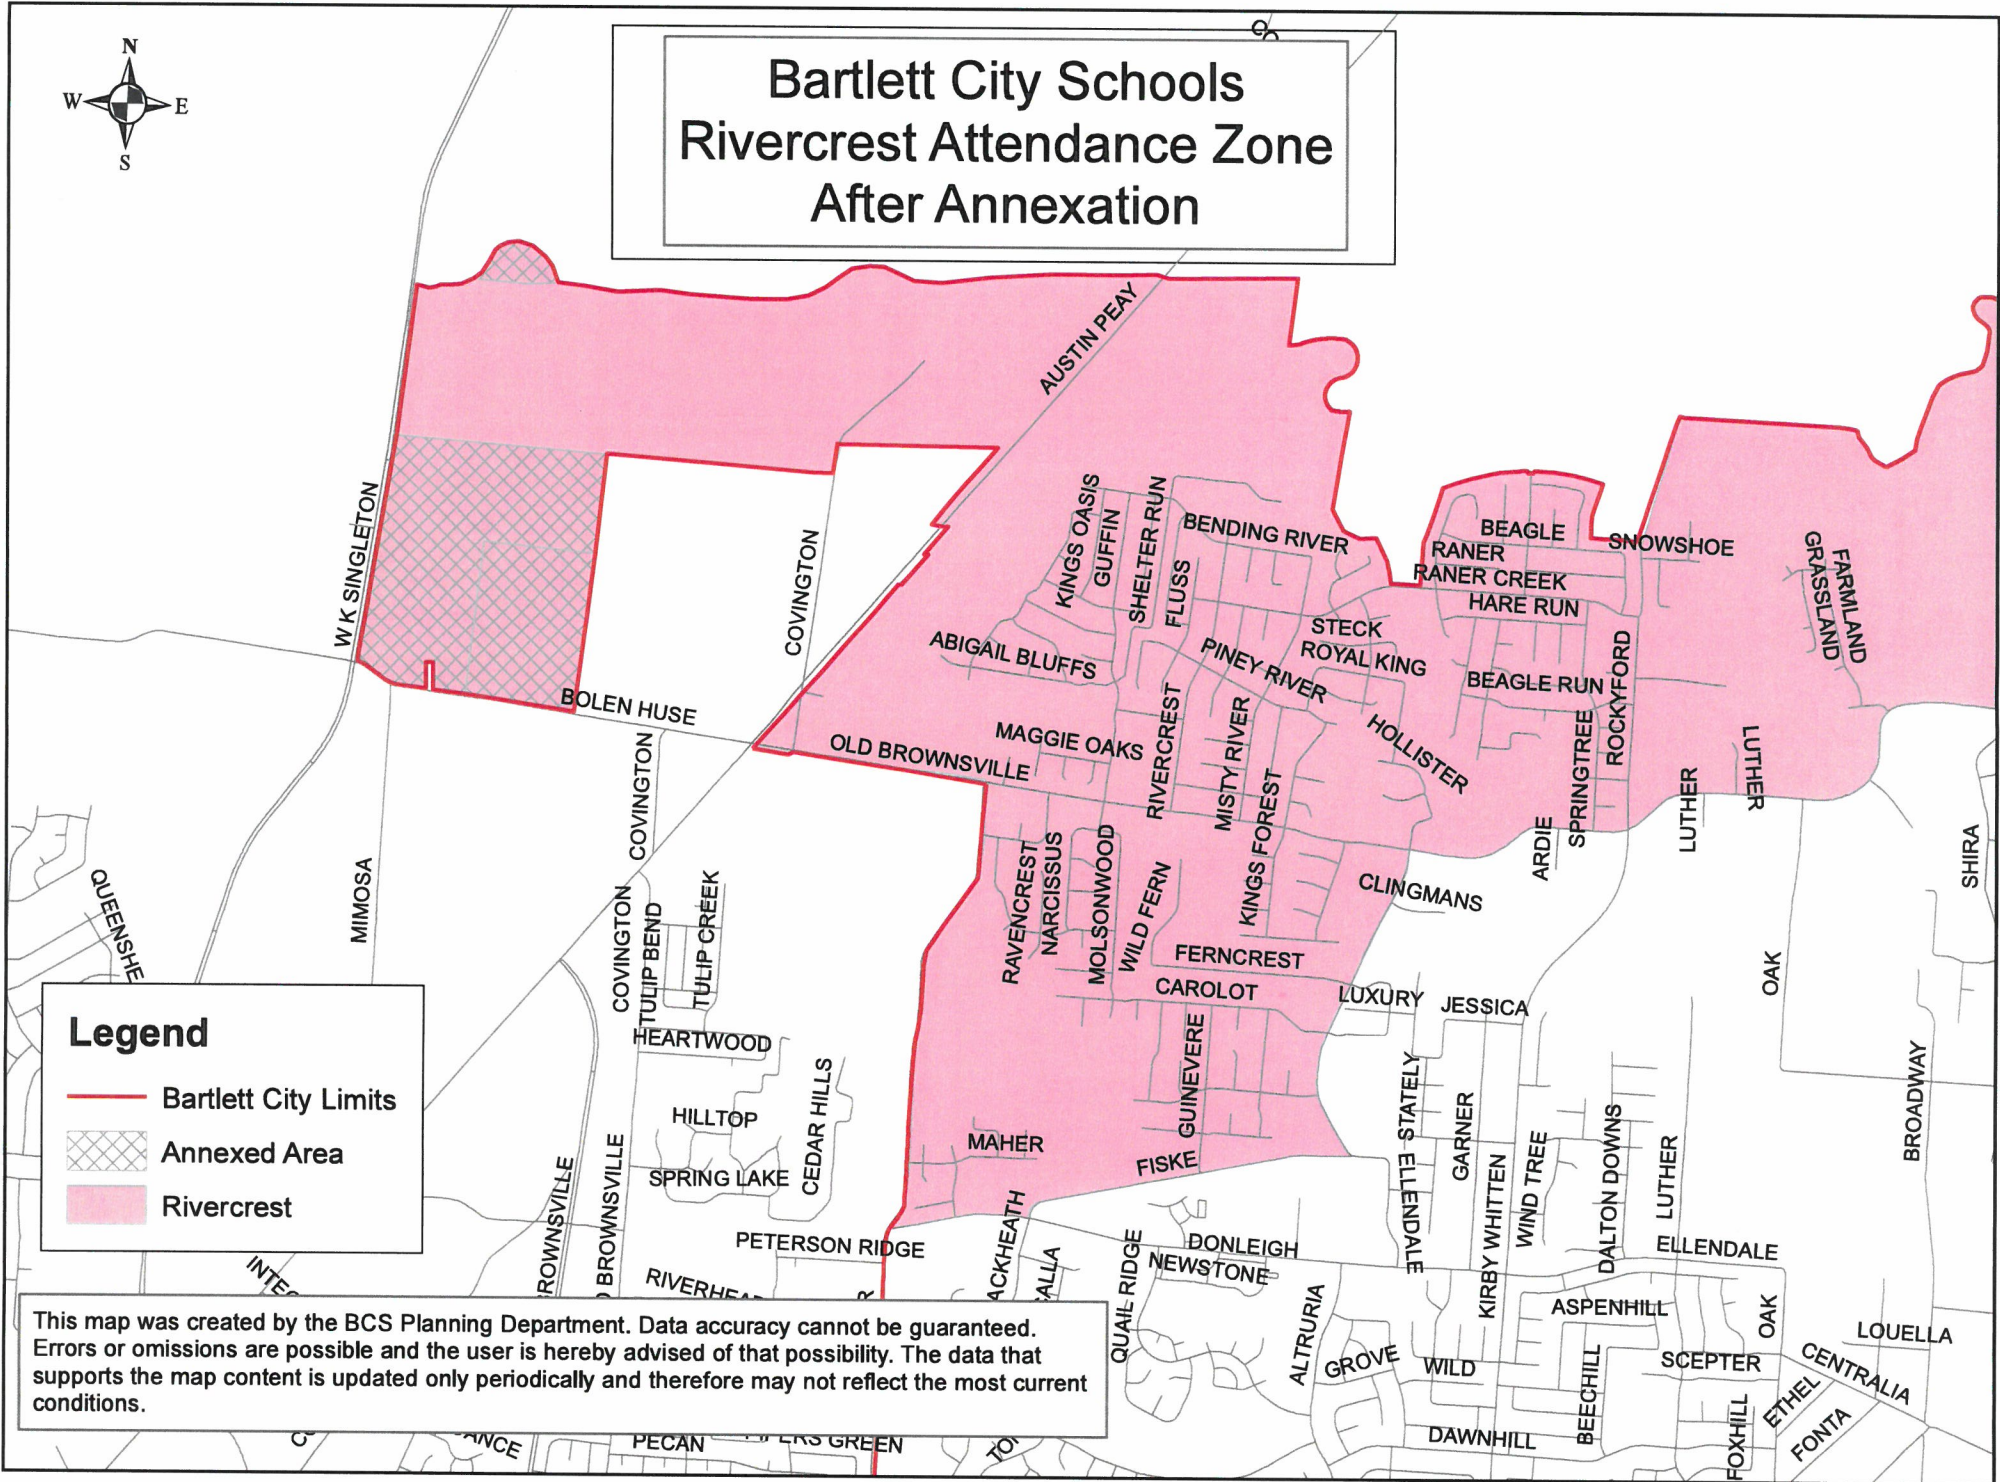 N
W
E
S
Bartlett City Schools
Rivercrest Attendance Zone
After Annexation
AUSTIN PEAY
W K SINGLETON
COVINGTON
KINGS OASIS
GUFFIN
SHELTER RUN
FLUSS
BENDING RIVER
BEAGLE
RANER
SNOWSHOE
RANER CREEK
HARE RUN
GRASSLAND
FARMLAND
STECK
ROYAL KING
ABIGAIL BLUFFS
PINEY RIVER
BEAGLE RUN
ROCKYFORD
BOLEN HUSE
COVINGTON
OLD BROWNSVILLE
MAGGIE OAKS
RIVERCREST
MISTY RIVER
KINGS FOREST
HOLLISTER
SPRINGTREE
ARDIE
LUTHER
LUTHER
SHIRA
MIMOSA
QUEENSHE
COVINGTON
TULIP BEND
TULIP CREEK
RAVENCREST
NARCISSUS
MOLSONWOOD
WILD FERN
CLINGMANS
FERNCREST
CAROLOT
LUXURY
JESSICA
OAK
HEARTWOOD
HILLTOP
CEDAR HILLS
SPRING LAKE
GUINEVERE
MAHER
FISKE
STATELY
ELLENDALE
GARNER
KIRBY WHITTEN
WIND TREE
DALTON DOWNS
LUTHER
BROADWAY
Legend
Bartlett City Limits
Annexed Area
Rivercrest
ROWNSVILLE
BROWNSVILLE
PETERSON RIDGE
RIVERHEA
ACKHEATH
ALLA
QUAIL RIDGE
DONLEIGH
NEWSTONE
ALTRURIA
GROVE
WILD
ELLENDALE
ASPENHILL
OAK
LOUELLA
SCEPTER
CENTRALIA
ETHEL
FONTA
FOXHILL
BEECHILL
DAWNHILL
INTEG
This map was created by the BCS Planning Department. Data accuracy cannot be guaranteed.
Errors or omissions are possible and the user is hereby advised of that possibility. The data that
supports the map content is updated only periodically and therefore may not reflect the most current
conditions.
ANCE
PECAN
GREEN